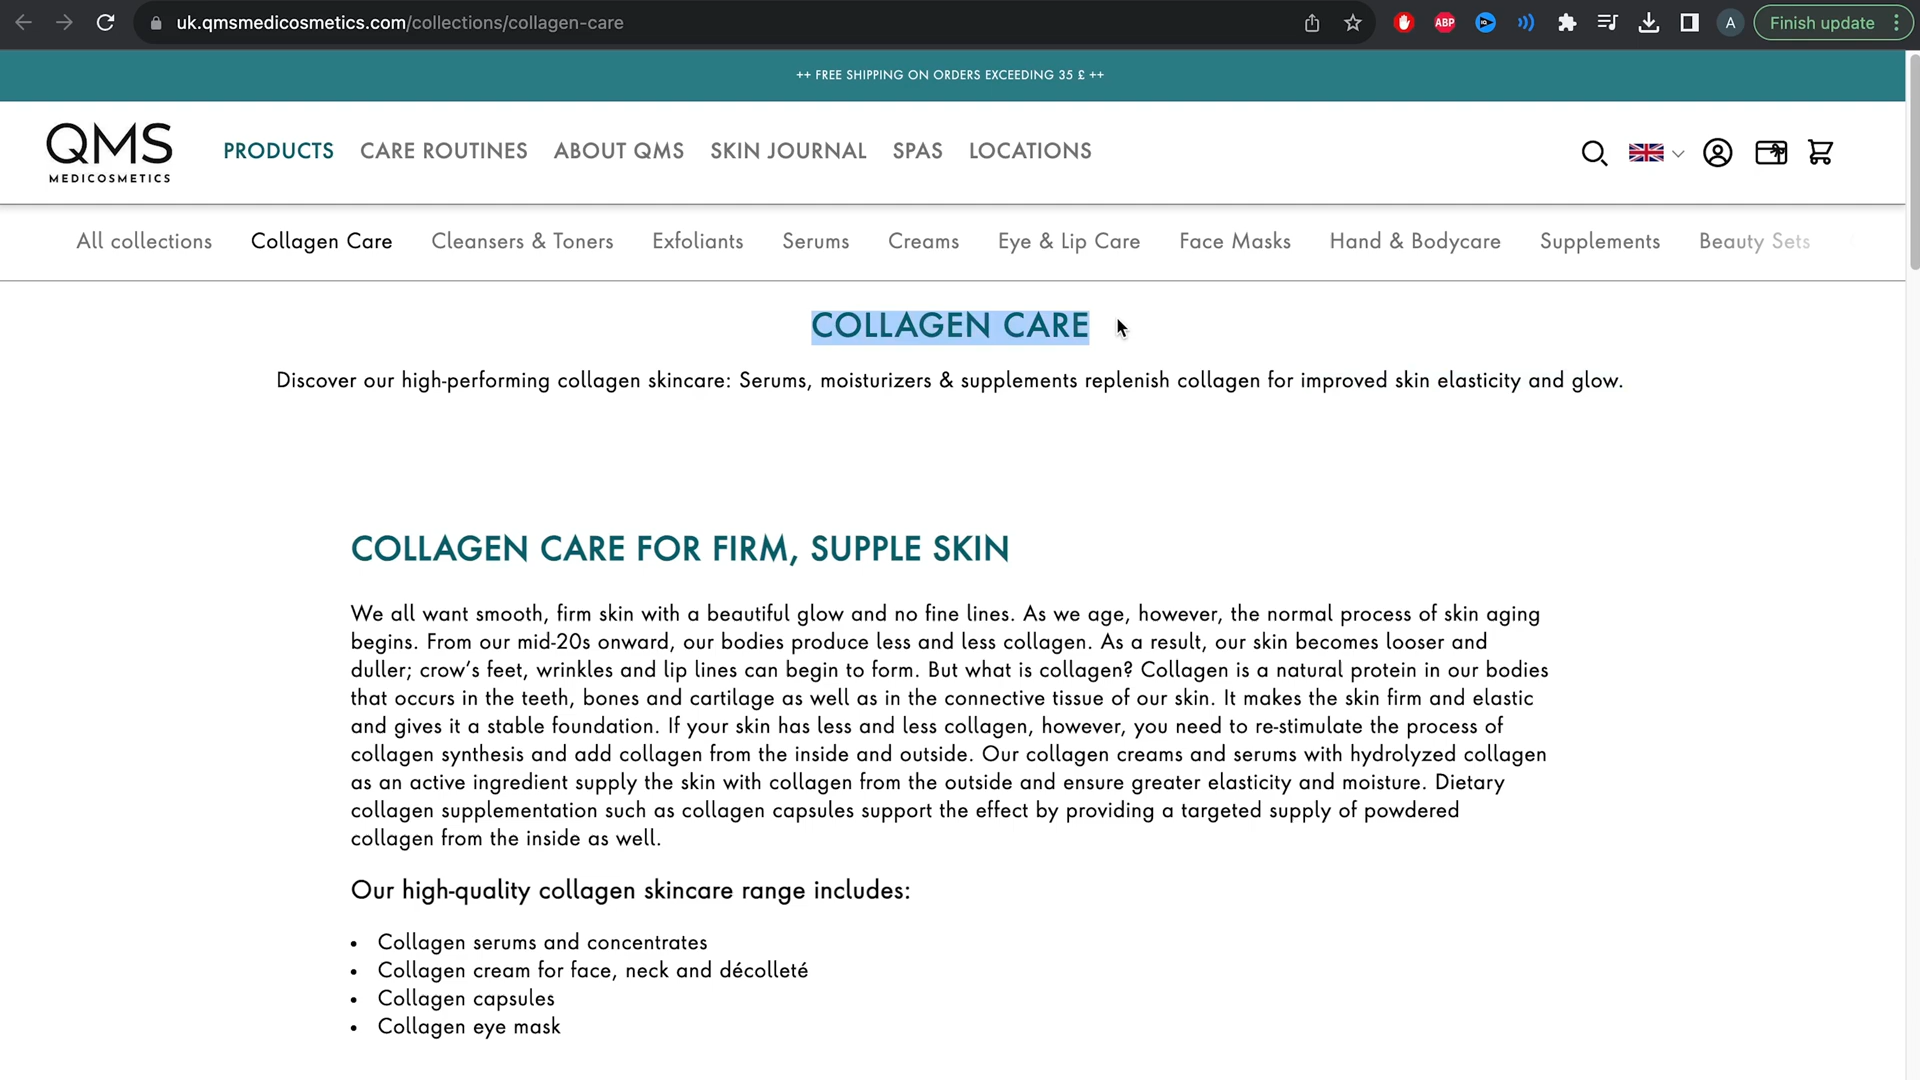 uk.qmsmedicosmetics.com/collections/collagen-care
ABP
A
Finish update
++ FREE SHIPPING ON ORDERS EXCEEDING 35 £ ++
QMS
MEDICOSMETICS
PRODUCTS CARE ROUTINES ABOUT QMS SKIN JOURNAL SPAS LOCATIONS
All collections Collagen Care Cleansers & Toners Exfoliants Serums Creams Eye & Lip Care Face Masks Hand & Bodycare Supplements Beauty Sets
COLLAGEN CARE
Discover our high-performing collagen skincare: Serums, moisturizers & supplements replenish collagen for improved skin elasticity and glow.
COLLAGEN CARE FOR FIRM, SUPPLE SKIN
We all want smooth, firm skin with a beautiful glow and no fine lines. As we age, however, the normal process of skin aging
begins. From our mid-20s onward, our bodies produce less and less collagen. As a result, our skin becomes looser and
duller; crow’s feet, wrinkles and lip lines can begin to form. But what is collagen? Collagen is a natural protein in our bodies
that occurs in the teeth, bones and cartilage as well as in the connective tissue of our skin. It makes the skin firm and elastic
and gives it a stable foundation. If your skin has less and less collagen, however, you need to re-stimulate the process of
collagen synthesis and add collagen from the inside and outside. Our collagen creams and serums with hydrolyzed collagen
as an active ingredient supply the skin with collagen from the outside and ensure greater elasticity and moisture. Dietary
collagen supplementation such as collagen capsules support the effect by providing a targeted supply of powdered
collagen from the inside as well.
Our high-quality collagen skincare range includes:
• Collagen serums and concentrates
• Collagen cream for face, neck and décolleté
• Collagen capsules
• Collagen eye mask